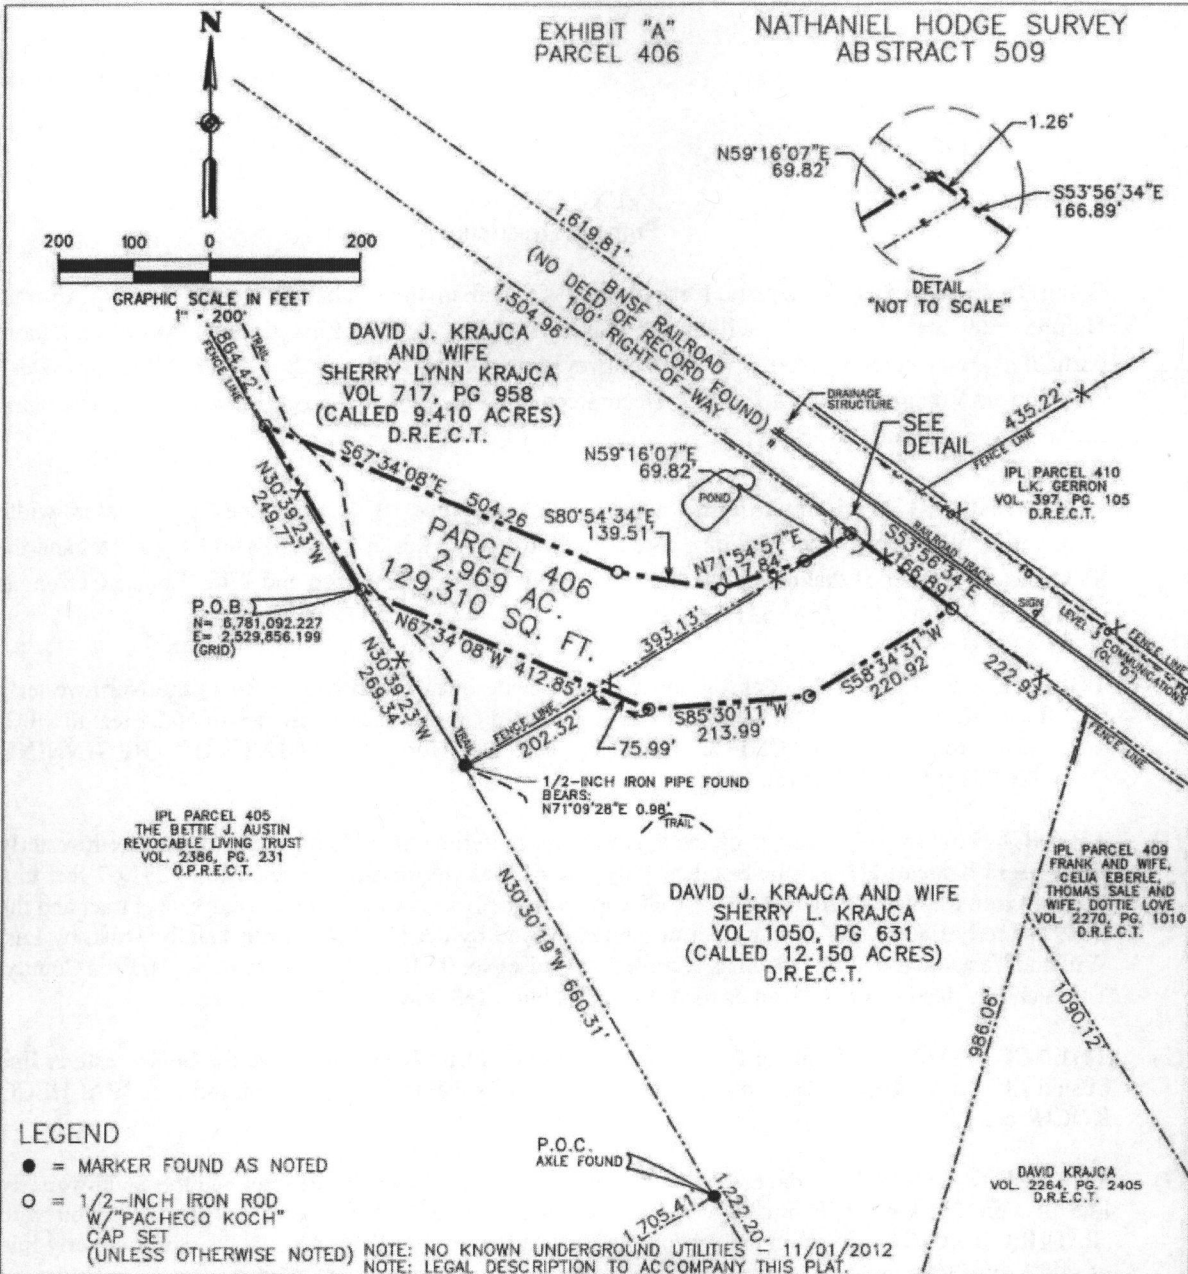 EXHIBIT "A"
PARCEL 406
NATHANIEL HODGE SURVEY
ABSTRACT 509
N
200 100 0 200
GRAPHIC SCALE IN FEET
1" 200'
1.26'
N59°16'07"E
69.82'
S53°56'34"E
166.89'
DETAIL
"NOT TO SCALE"
1,619.81'
BNSF RAILROAD
(NO DEED OF RECORD FOUND)
100' RIGHT-OF-WAY
1,504.96'
DAVID J. KRAJCA
AND WIFE
SHERRY LYNN KRAJCA
VOL 717, PG 958
(CALLED 9.410 ACRES)
D.R.E.C.T.
TRAIL
864.42'
FENCE LINE
DRAINAGE
STRUCTURE
SEE
DETAIL
435.22'
FENCE LINE
IPL PARCEL 410
L.K. GERRON
VOL. 397, PG. 105
D.R.E.C.T.
N59°16'07"E
69.82'
POND
S67°34'08"E
504.26
S80°54'34"E
139.51'
N71°54'57"E
117.84'
S53°56'34"E
166.89'
RAILROAD TRACK
SIGN
LEVEL 3 COMMUNICATIONS
(OL "0")
FENCE LINE
FO
FO
N30°39'23"W
249.77'
PARCEL 406
2.969 AC.
129,310 SQ. FT.
P.O.B.
N= 6,781,092.227
E= 2,529,856.199
(GRID)
N67°34'08"W 412.85'
393.13'
S58°34'31"W
220.92'
222.93'
FENCE LINE
N30°39'23"W
269.34'
TRAIL
FENCE LINE
202.32'
S85°30'11"W
213.99'
75.99'
1/2-INCH IRON PIPE FOUND
BEARS:
N71°09'28"E 0.98'
TRAIL
IPL PARCEL 405
THE BETTIE J. AUSTIN
REVOCABLE LIVING TRUST
VOL. 2386, PG. 231
O.P.R.E.C.T.
IPL PARCEL 409
FRANK AND WIFE,
CELIA EBERLE,
THOMAS SALE AND
WIFE, DOTTIE LOVE
VOL. 2270, PG. 1010
D.R.E.C.T.
DAVID J. KRAJCA AND WIFE
SHERRY L. KRAJCA
VOL 1050, PG 631
(CALLED 12.150 ACRES)
D.R.E.C.T.
N30°30'19"W 660.31'
986.06'
1090.12'
LEGEND
● = MARKER FOUND AS NOTED
○ = 1/2-INCH IRON ROD
W/"PACHECO KOCH"
CAP SET
(UNLESS OTHERWISE NOTED)
P.O.C.
AXLE FOUND
1,705.41'
1,222.20'
DAVID KRAJCA
VOL. 2264, PG. 2405
D.R.E.C.T.
NOTE: NO KNOWN UNDERGROUND UTILITIES - 11/01/2012
NOTE: LEGAL DESCRIPTION TO ACCOMPANY THIS PLAT.